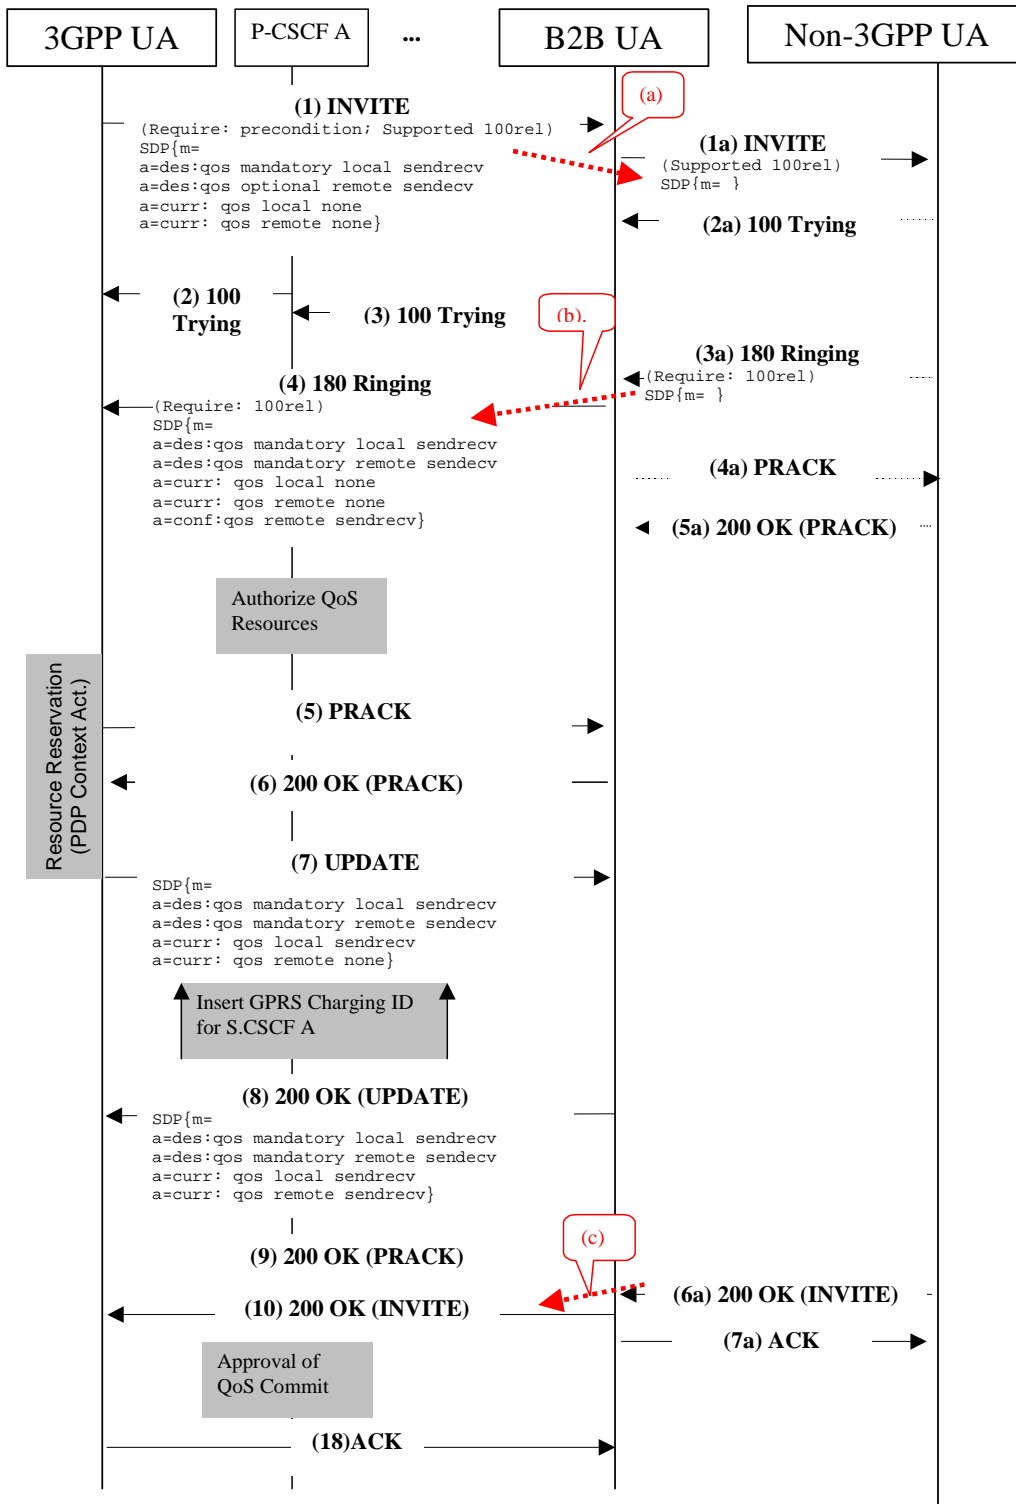 3GPP UA
P-CSCF A
...
B2B UA
Non-3GPP UA
(1) INVITE
(Require: precondition; Supported 100rel)
SDP{m=
a=des:qos mandatory local sendrecv
a=des:qos optional remote sendecv
a=curr: qos local none
a=curr: qos remote none}
(a)
(1a) INVITE
(Supported 100rel)
SDP{m= }
(2a) 100 Trying
(2) 100
Trying
(3) 100 Trying
(b).
(3a) 180 Ringing
(Require: 100rel)
SDP{m= }
(4) 180 Ringing
(Require: 100rel)
SDP{m=
a=des:qos mandatory local sendrecv
a=des:qos mandatory remote sendecv
a=curr: qos local none
a=curr: qos remote none
a=conf:qos remote sendrecv}
(4a) PRACK
(5a) 200 OK (PRACK)
Authorize QoS
Resources
Resource Reservation
(PDP Context Act.)
(5) PRACK
(6) 200 OK (PRACK)
(7) UPDATE
SDP{m=
a=des:qos mandatory local sendrecv
a=des:qos mandatory remote sendecv
a=curr: qos local sendrecv
a=curr: qos remote none}
Insert GPRS Charging ID
for S.CSCF A
(8) 200 OK (UPDATE)
SDP{m=
a=des:qos mandatory local sendrecv
a=des:qos mandatory remote sendecv
a=curr: qos local sendrecv
a=curr: qos remote sendrecv}
(c)
(9) 200 OK (PRACK)
(6a) 200 OK (INVITE)
(10) 200 OK (INVITE)
(7a) ACK
Approval of
QoS Commit
(18)ACK